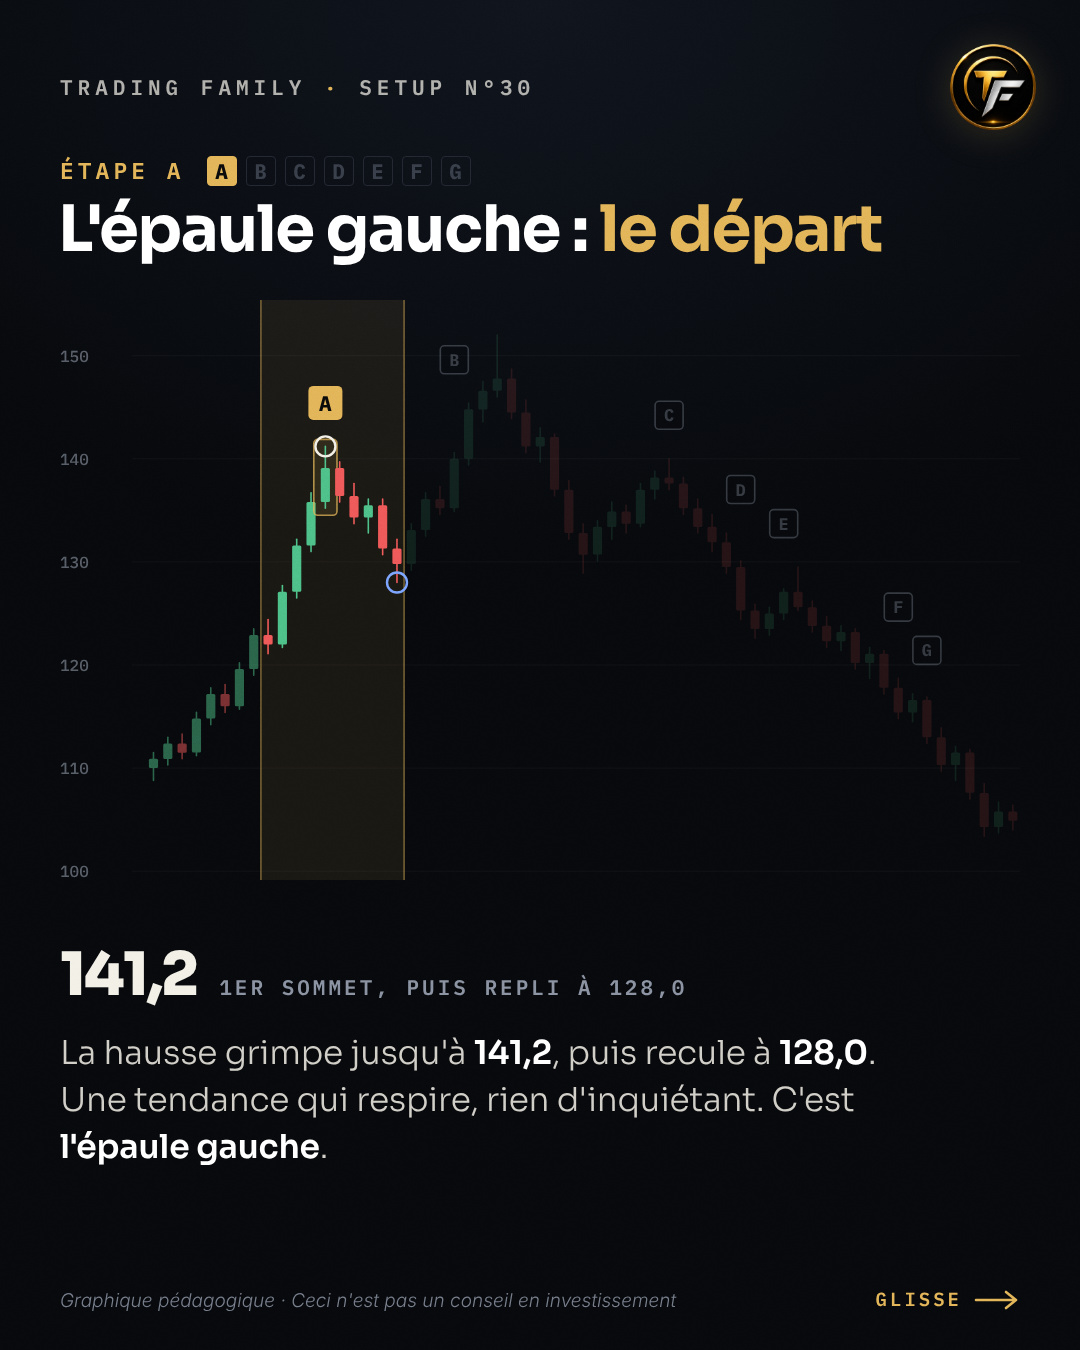 TRADING FAMILY · SETUP N°30
TF
ÉTAPE A A B C D E F G
L'épaule gauche : le départ
150
140
130
120
110
100
A
B
C
D
E
F
G
141,2 1ER SOMMET, PUIS REPLI À 128,0
La hausse grimpe jusqu'à 141,2, puis recule à 128,0.
Une tendance qui respire, rien d'inquiétant. C'est
l'épaule gauche.
Graphique pédagogique · Ceci n'est pas un conseil en investissement
GLISSE →